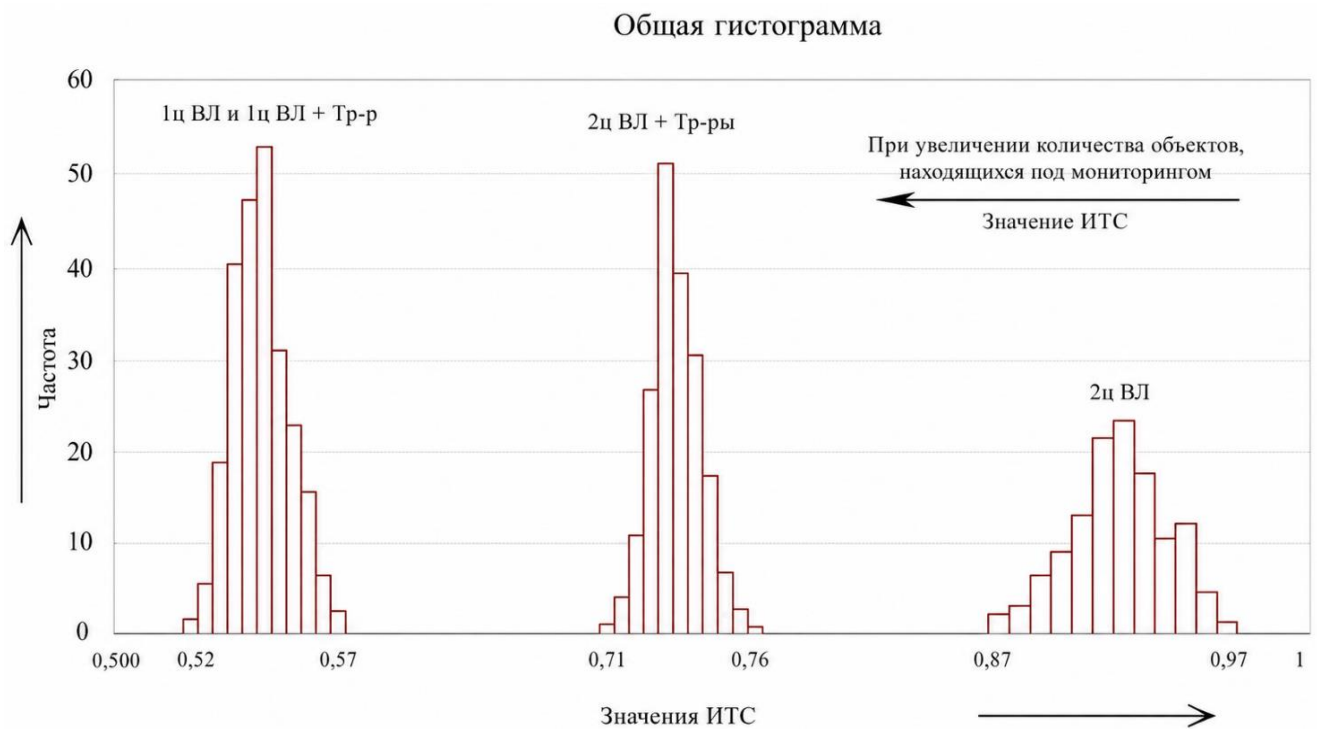 Общая гистограмма
60
1ц ВЛ и 1ц ВЛ + Тр-р
2ц ВЛ + Тр-ры
При увеличении количества объектов,
находящихся под мониторингом
Значение ИТС
50
40
30
2ц ВЛ
20
10
0
Частота
0,500 0,52 0,57 0,71 0,76 0,87 0,97 1
Значения ИТС